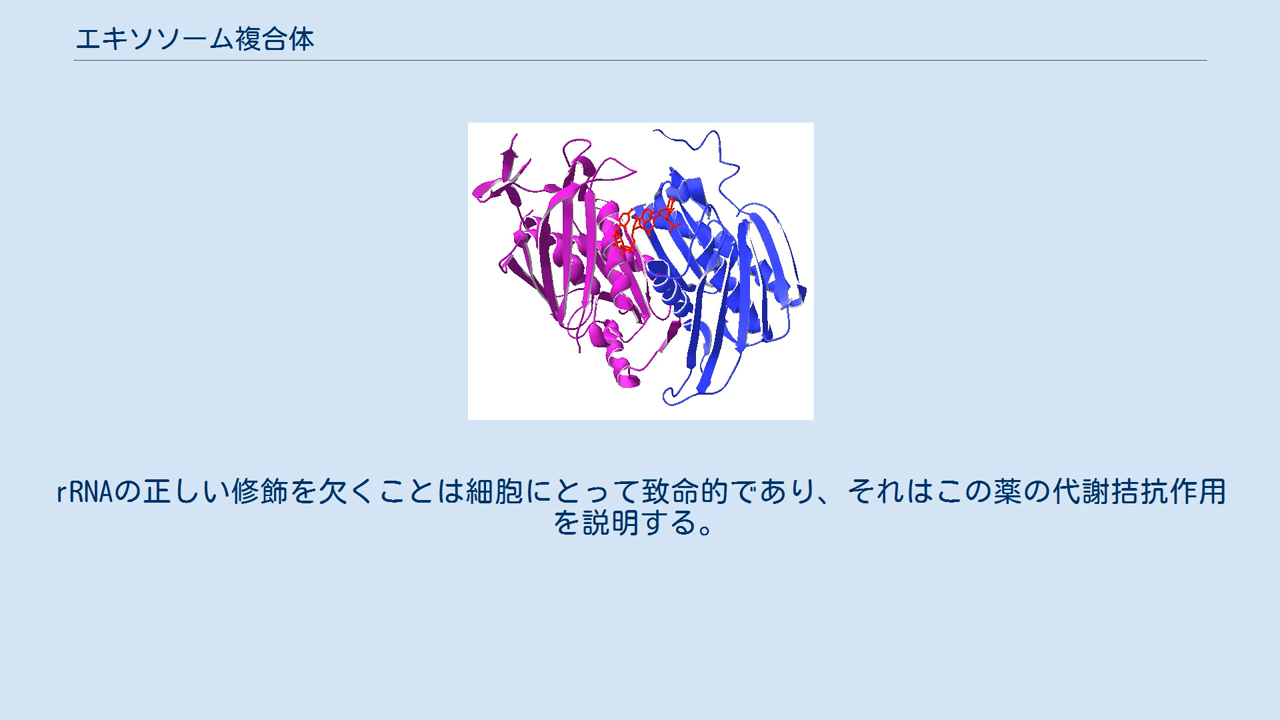 エキソソーム複合体
rRNAの正しい修飾を欠くことは細胞にとって致命的であり、それはこの薬の代謝拮抗作用
を説明する。